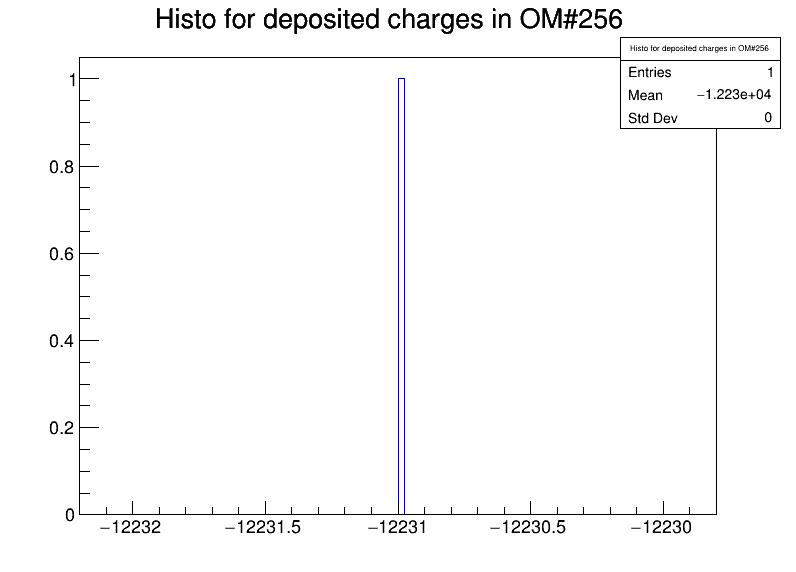 Histo for deposited charges in OM#256
Histo for deposited charges in OM#256
Entries 1
Mean −1.223e+04
Std Dev 0
1
0.8
0.6
0.4
0.2
0
−12232 −12231.5 −12231 −12230.5 −12230